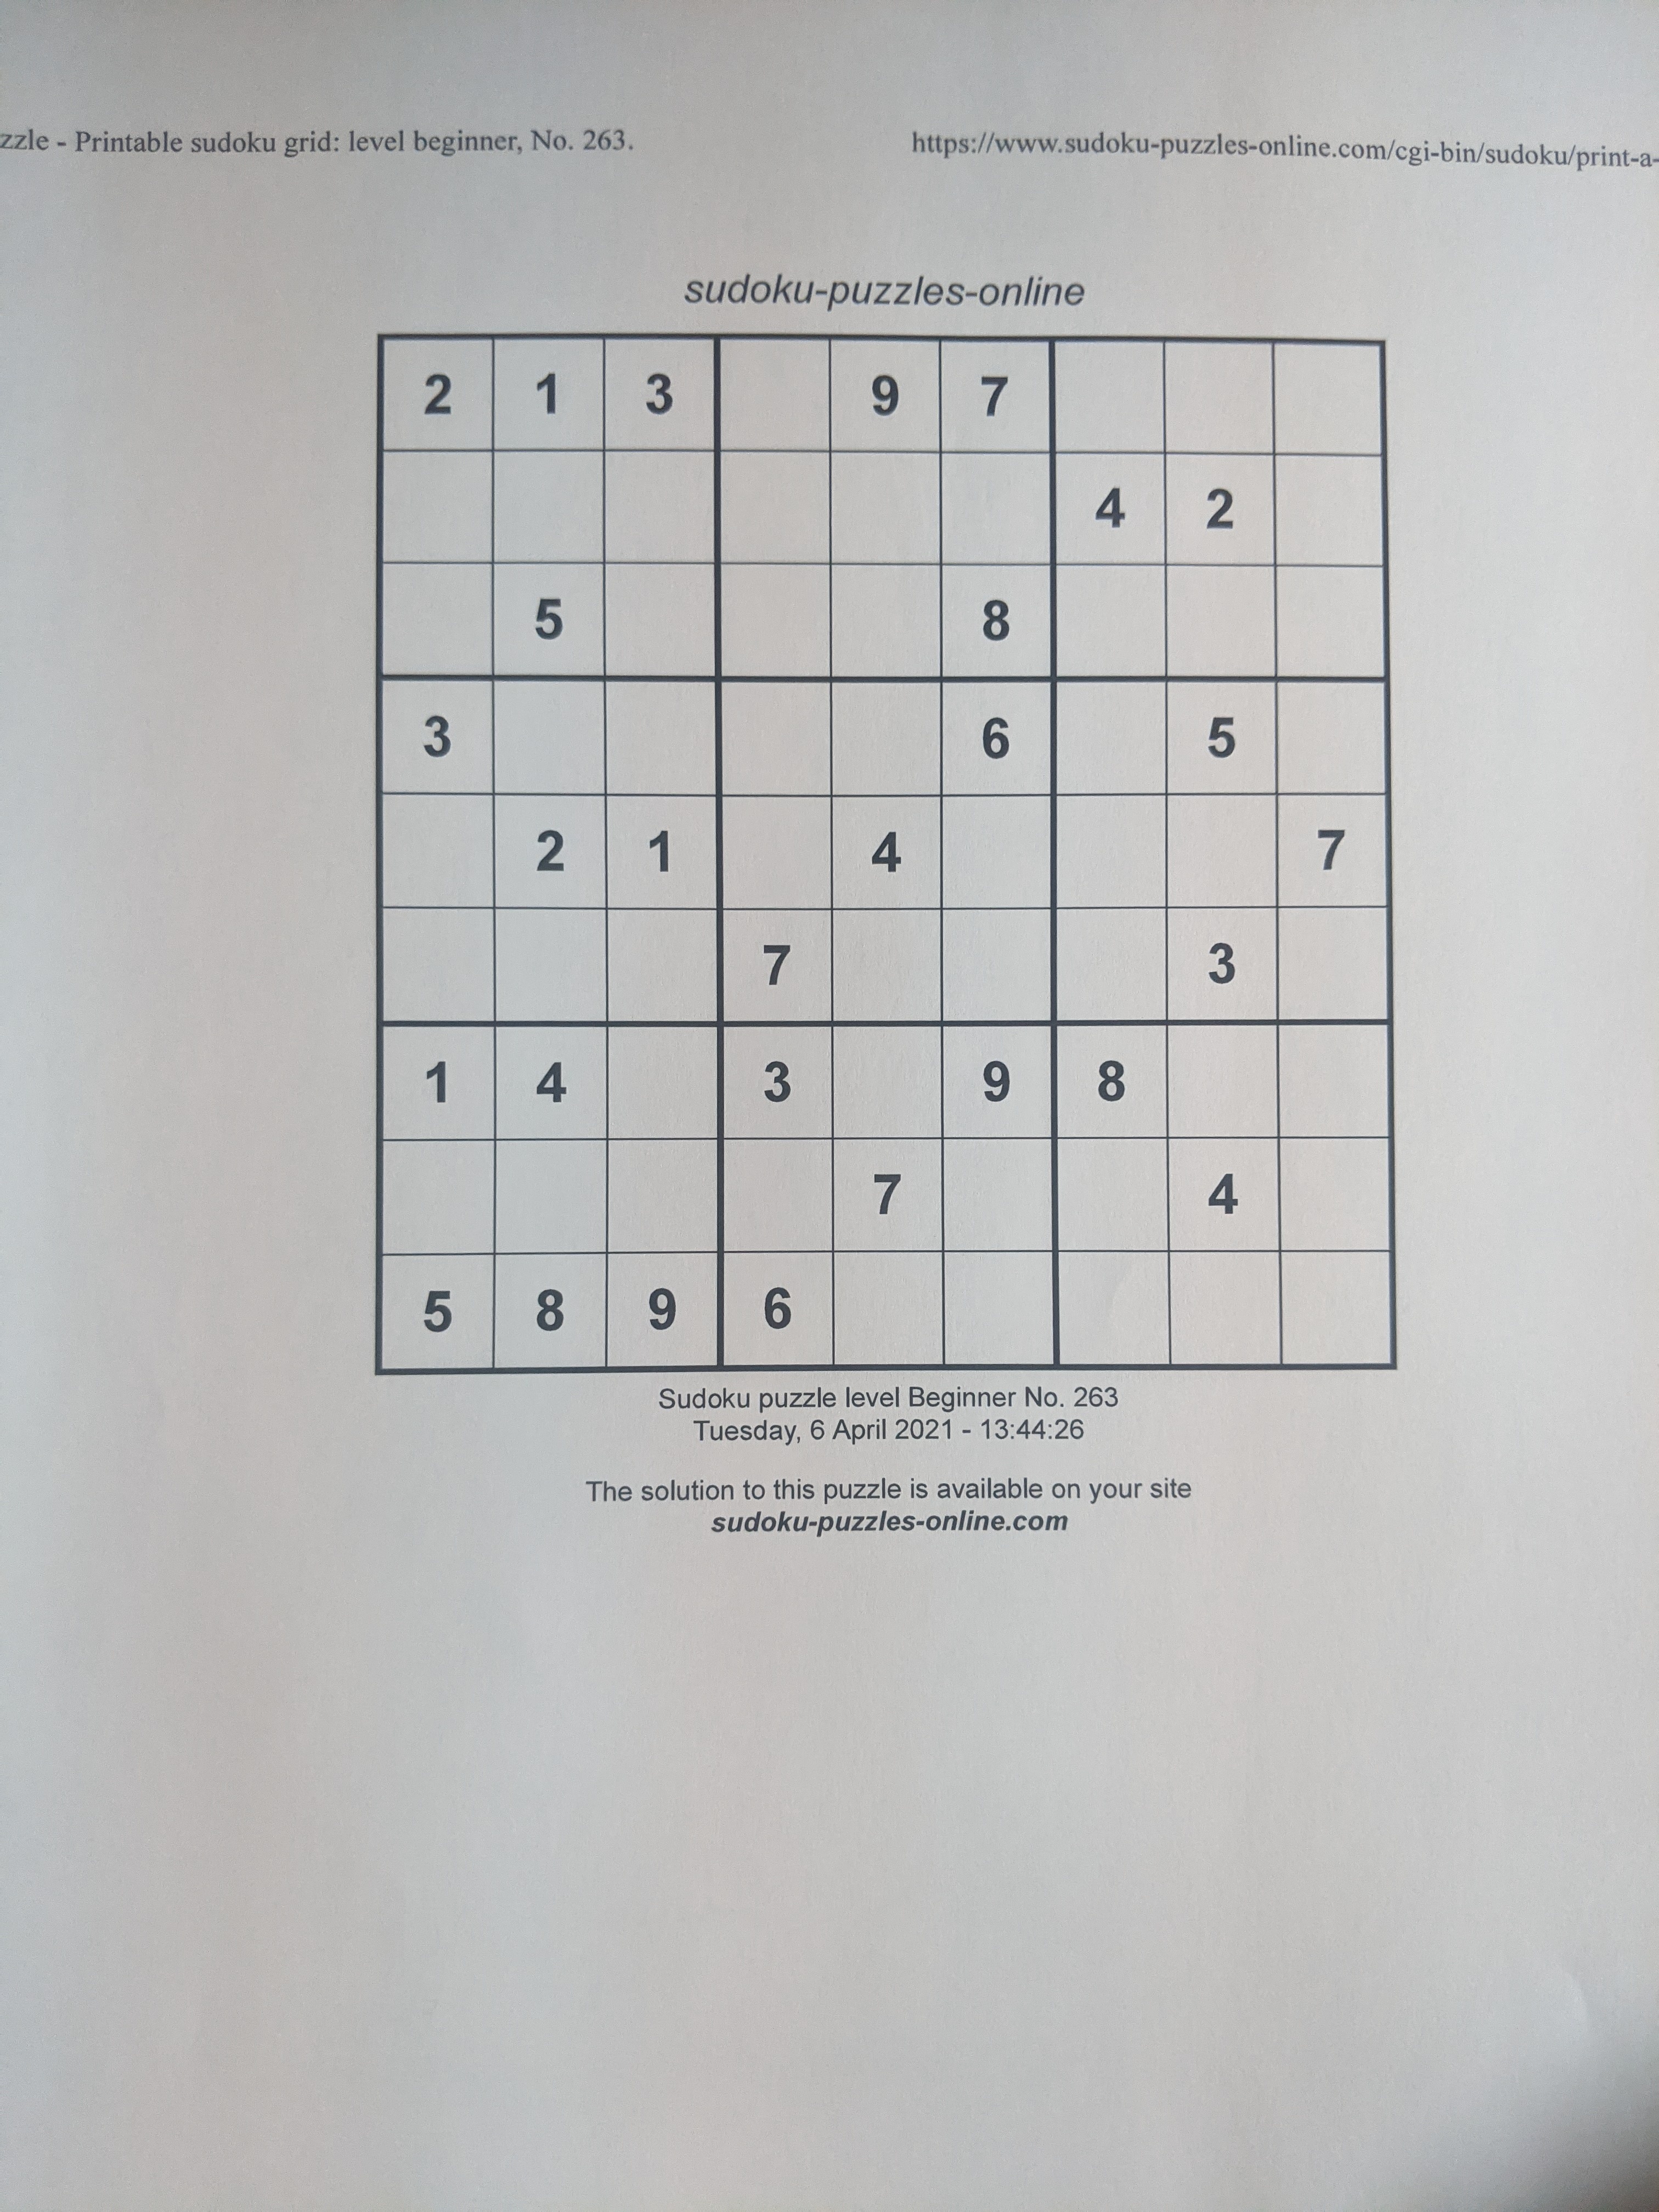 zzle - Printable sudoku grid: level beginner, No. 263. https://www.sudoku-puzzles-online.com/cgi-bin/sudoku/print-a-
sudoku-puzzles-online
2 1 3 9 7
4 2
5 8
3 6 5
2 1 4 7
7 3
1 4 3 9 8
7 4
5 8 9 6
Sudoku puzzle level Beginner No. 263
Tuesday, 6 April 2021 - 13:44:26
The solution to this puzzle is available on your site
sudoku-puzzles-online.com